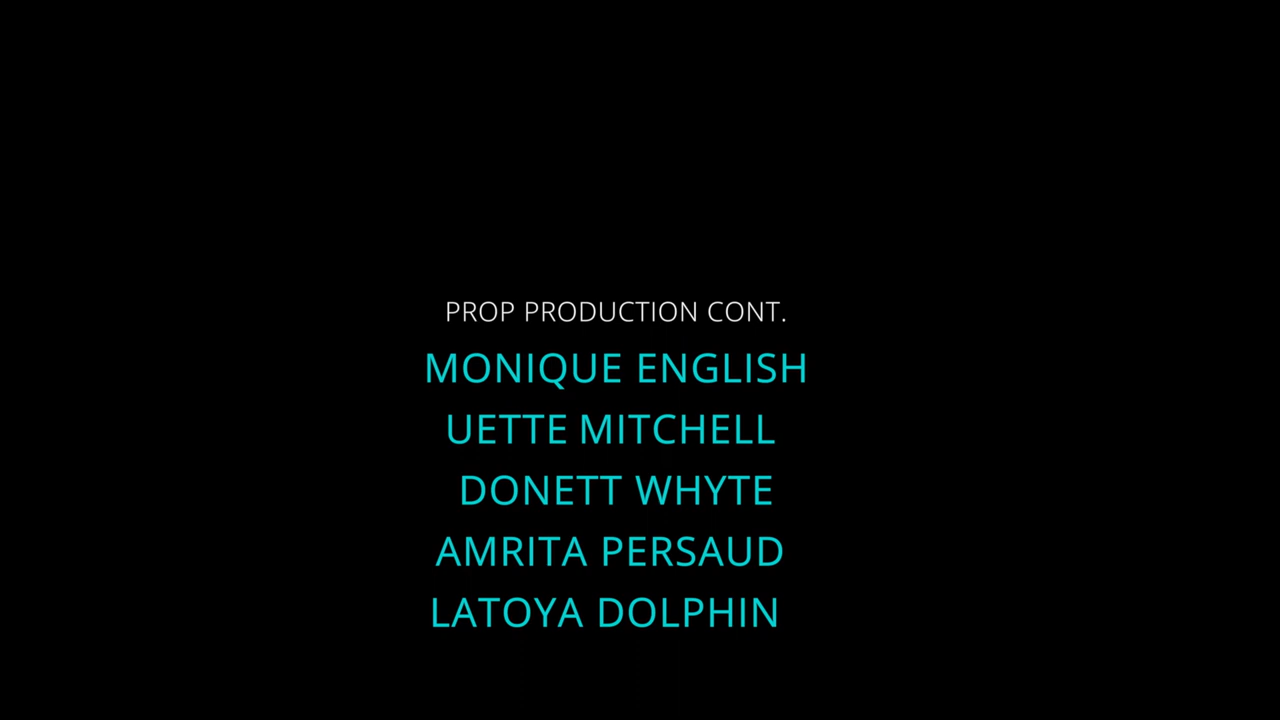 PROP PRODUCTION CONT.
MONIQUE ENGLISH
UETTE MITCHELL
DONETT WHYTE
AMRITA PERSAUD
LATOYA DOLPHIN